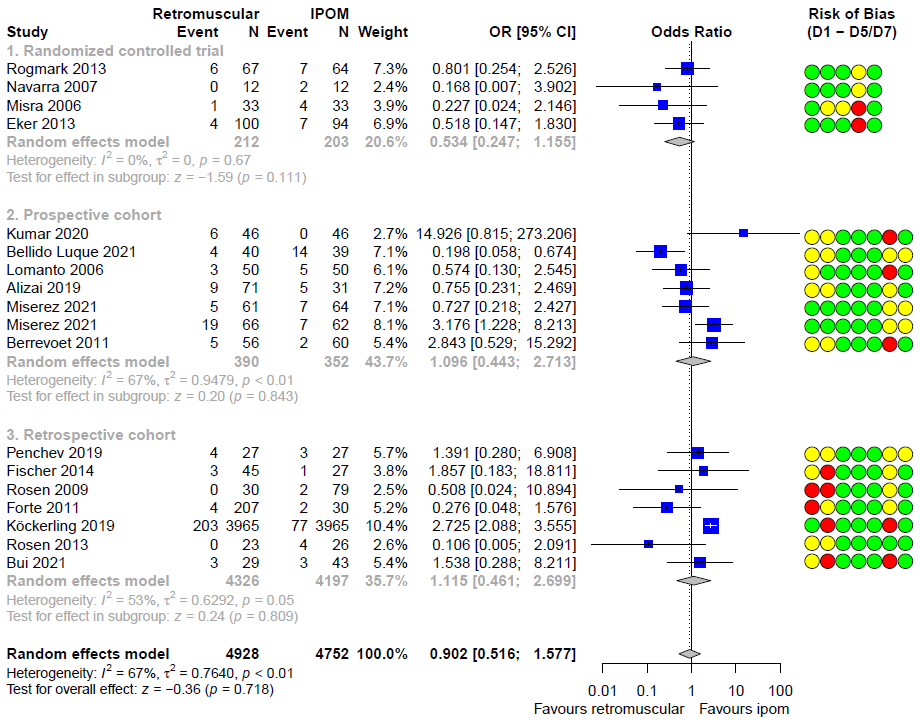 Retromuscular IPOM Risk of Bias
Study Event N Event N Weight OR [95% CI] Odds Ratio (D1 − D5/D7)
1. Randomized controlled trial
Rogmark 2013 6 67 7 64 7.3% 0.801 [0.254; 2.526]
Navarra 2007 0 12 2 12 2.4% 0.168 [0.007; 3.902]
Misra 2006 1 33 4 33 3.9% 0.227 [0.024; 2.146]
Eker 2013 4 100 7 94 6.9% 0.518 [0.147; 1.830]
Random effects model 212 203 20.6% 0.534 [0.247; 1.155]
Heterogeneity: I² = 0%, τ² = 0, p = 0.67
Test for effect in subgroup: z = −1.59 (p = 0.111)
2. Prospective cohort
Kumar 2020 6 46 0 46 2.7% 14.926 [0.815; 273.206]
Bellido Luque 2021 4 40 14 39 7.1% 0.198 [0.058; 0.674]
Lomanto 2006 3 50 5 50 6.1% 0.574 [0.130; 2.545]
Alizai 2019 9 71 5 31 7.2% 0.755 [0.231; 2.469]
Miserez 2021 5 61 7 64 7.1% 0.727 [0.218; 2.427]
Miserez 2021 19 66 7 62 8.1% 3.176 [1.228; 8.213]
Berrevoet 2011 5 56 2 60 5.4% 2.843 [0.529; 15.292]
Random effects model 390 352 43.7% 1.096 [0.443; 2.713]
Heterogeneity: I² = 67%, τ² = 0.9479, p < 0.01
Test for effect in subgroup: z = 0.20 (p = 0.843)
3. Retrospective cohort
Penchev 2019 4 27 3 27 5.7% 1.391 [0.280; 6.908]
Fischer 2014 3 45 1 27 3.8% 1.857 [0.183; 18.811]
Rosen 2009 0 30 2 79 2.5% 0.508 [0.024; 10.894]
Forte 2011 4 207 2 30 5.4% 0.276 [0.048; 1.576]
Köckerling 2019 203 3965 77 3965 10.4% 2.725 [2.088; 3.555]
Rosen 2013 0 23 4 26 2.6% 0.106 [0.005; 2.091]
Bui 2021 3 29 3 43 5.4% 1.538 [0.288; 8.211]
Random effects model 4326 4197 35.7% 1.115 [0.461; 2.699]
Heterogeneity: I² = 53%, τ² = 0.6292, p = 0.05
Test for effect in subgroup: z = 0.24 (p = 0.809)
Random effects model 4928 4752 100.0% 0.902 [0.516; 1.577]
Heterogeneity: I² = 67%, τ² = 0.7640, p < 0.01
Test for overall effect: z = −0.36 (p = 0.718)
0.01 0.1 1 10 100
Favours retromuscular Favours ipom